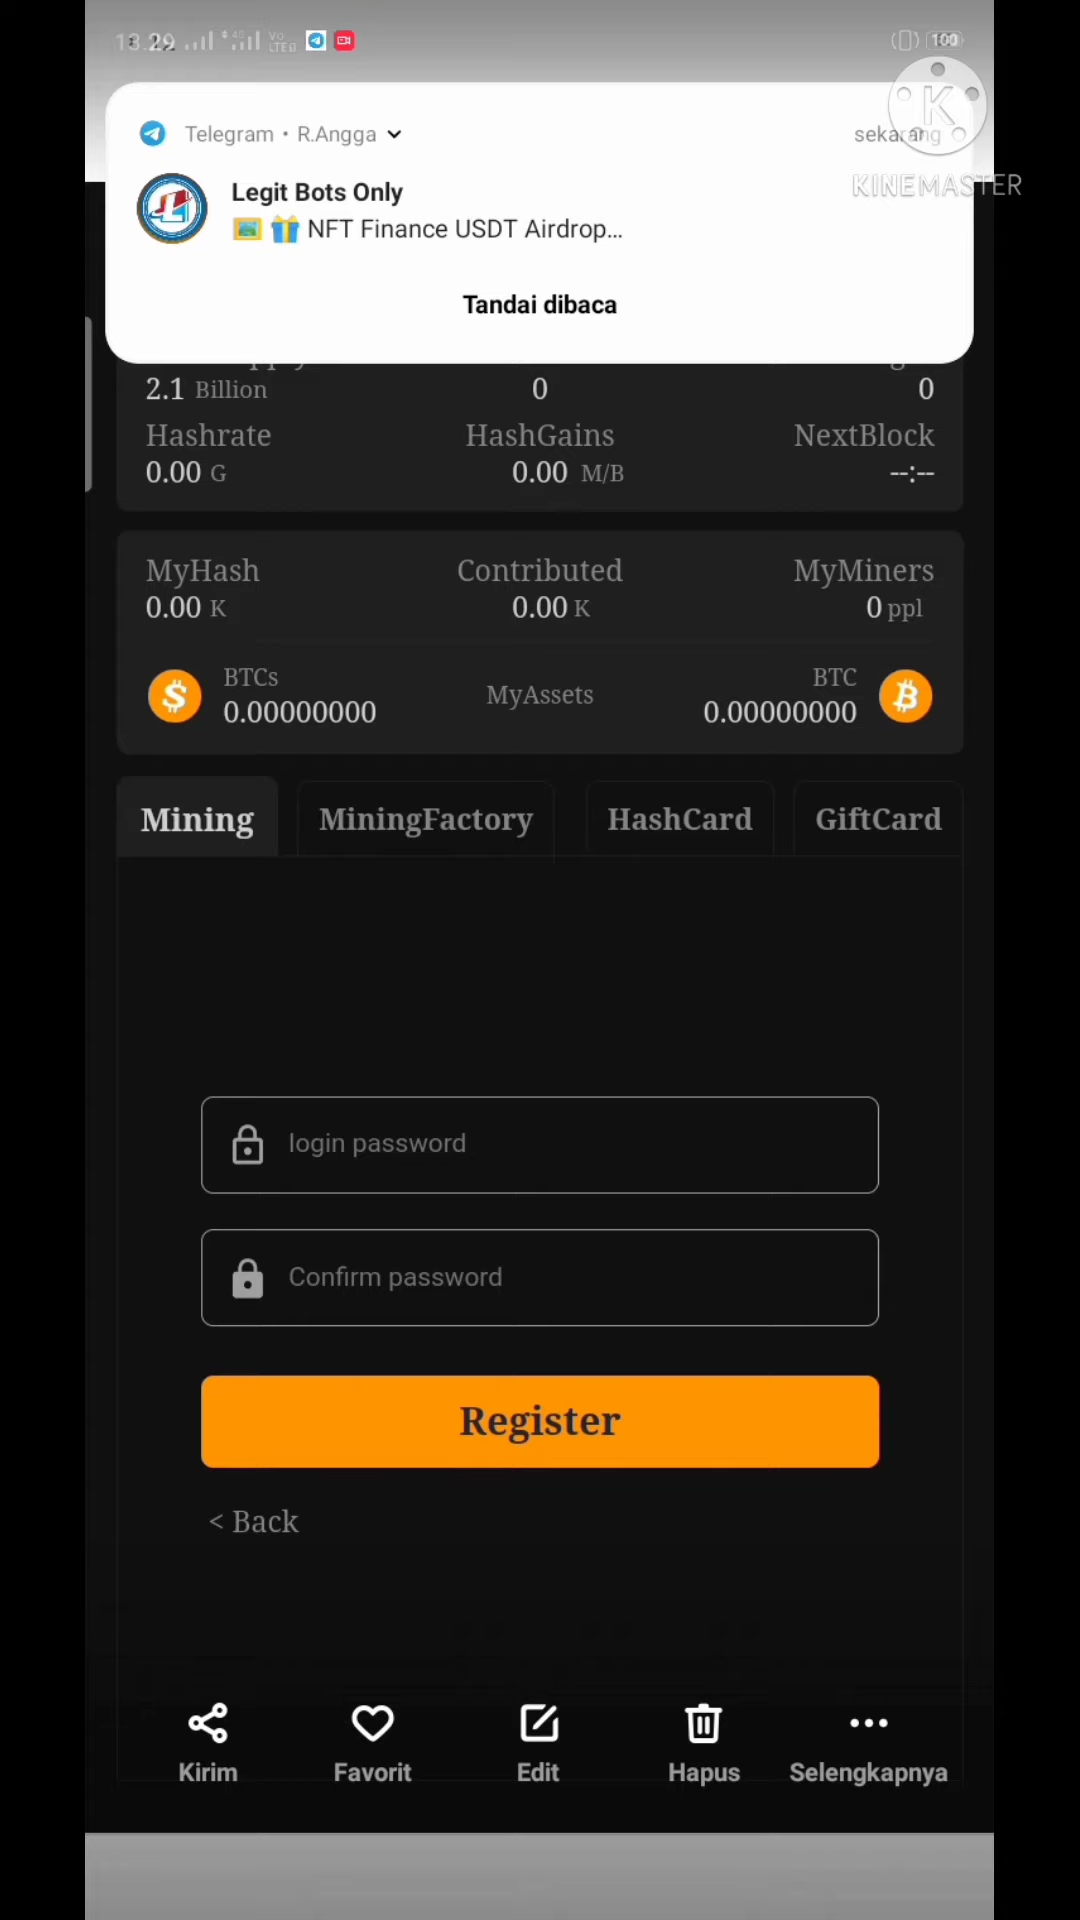 13.29
100
Telegram • R.Angga
sekarang
KINEMASTER
Legit Bots Only
NFT Finance USDT Airdrop...
Tandai dibaca
2.1 Billion 0 0
Hashrate HashGains NextBlock
0.00 G 0.00 M/B --:--
MyHash Contributed MyMiners
0.00 K 0.00 K 0 ppl
BTCs MyAssets BTC
0.00000000 0.00000000
Mining MiningFactory HashCard GiftCard
login password
Confirm password
Register
< Back
Kirim Favorit Edit Hapus Selengkapnya